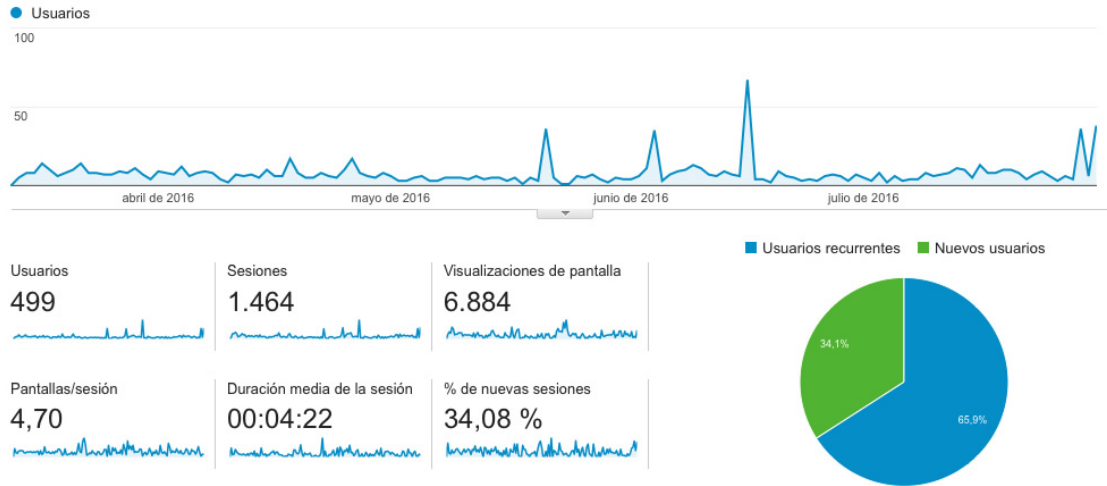 Usuarios
100
50
abril de 2016 mayo de 2016 junio de 2016 julio de 2016
Usuarios recurrentes Nuevos usuarios
Usuarios Sesiones Visualizaciones de pantalla
499 1.464 6.884
Pantallas/sesión Duración media de la sesión % de nuevas sesiones
4,70 00:04:22 34,08 %
34,1%
65,9%